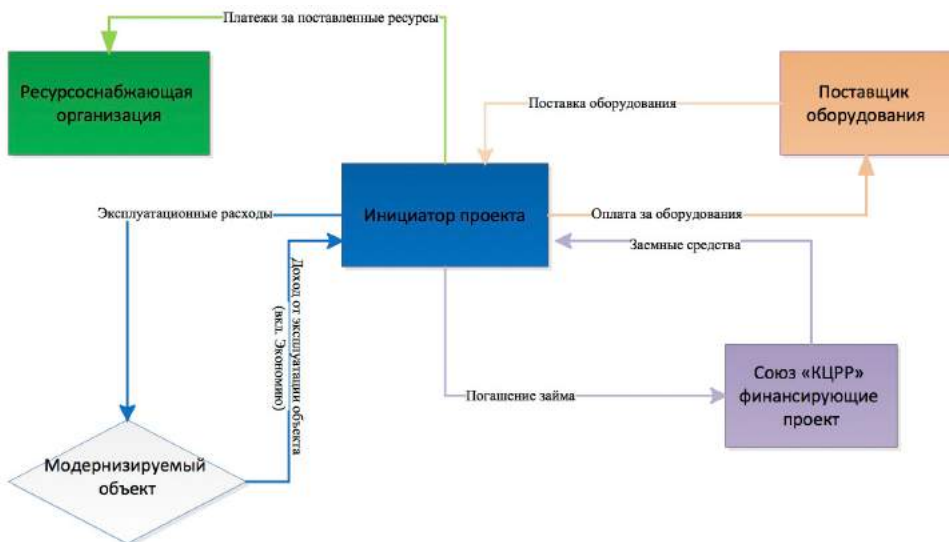 Платежи за поставленные ресурсы
Ресурсоснабжающая
организация
Поставка оборудования
Поставщик
оборудования
Инициатор проекта
Эксплуатационные расходы
Оплата за оборудования
Заемные средства
Доход от эксплуатации объекта
(вкл. Экономию)
Погашение займа
Союз «КЦРР»
финансирующие
проект
Модернизируемый
объект